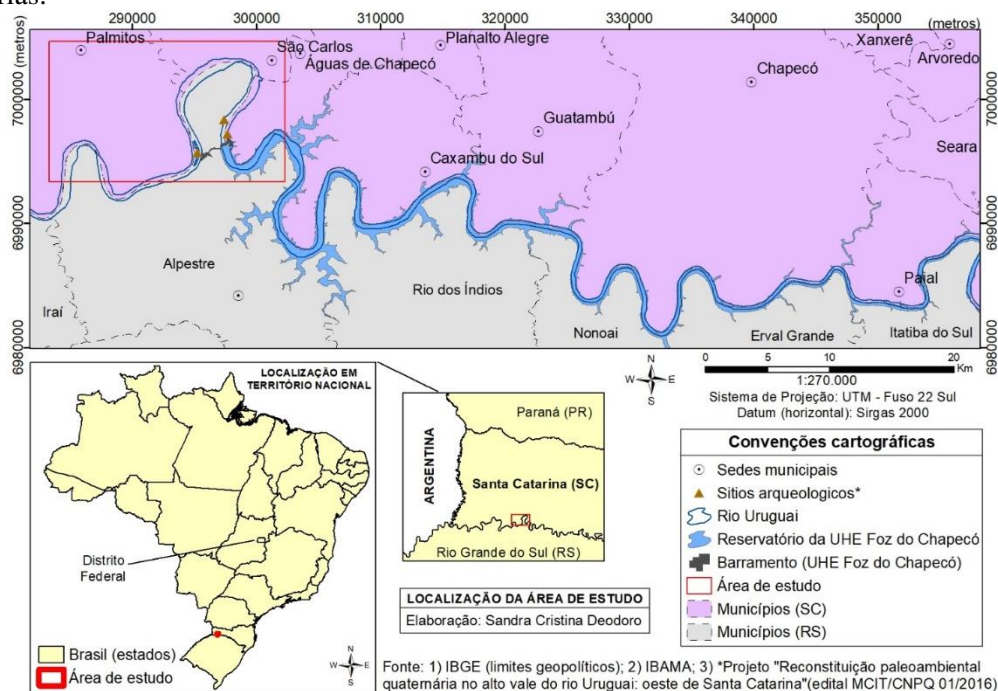 rias.
290000 300000 310000 320000 330000 340000 350000 (metros)
(metros)
Palmitos
São Carlos
Águas de Chapecó
Planalto Alegre
Xanxerê
Arvoredo
Chapecó
7000000
7000000
Guatambú
Seara
Caxambu do Sul
6990000
6990000
Alpestre
Rio dos Índios
Paial
Iraí
Nonoai
Erval Grande
Itatiba do Sul
6980000
6980000
LOCALIZAÇÃO EM
TERRITÓRIO NACIONAL
Distrito
Federal
Brasil (estados)
Área de estudo
N
W E
S
ARGENTINA
Paraná (PR)
Santa Catarina (SC)
Rio Grande do Sul (RS)
LOCALIZAÇÃO DA ÁREA DE ESTUDO
Elaboração: Sandra Cristina Deodoro
N
W E
S
0 5 10 20
Km
1:270.000
Sistema de Projeção: UTM - Fuso 22 Sul
Datum (horizontal): Sirgas 2000
Convenções cartográficas
Sedes municipais
Sitios arqueologicos*
Rio Uruguai
Reservatório da UHE Foz do Chapecó
Barramento (UHE Foz do Chapecó)
Área de estudo
Municípios (SC)
Municípios (RS)
Fonte: 1) IBGE (limites geopolíticos); 2) IBAMA; 3) *Projeto "Reconstituição paleoambiental
quaternária no alto vale do rio Uruguai: oeste de Santa Catarina"(edital MCIT/CNPQ 01/2016)